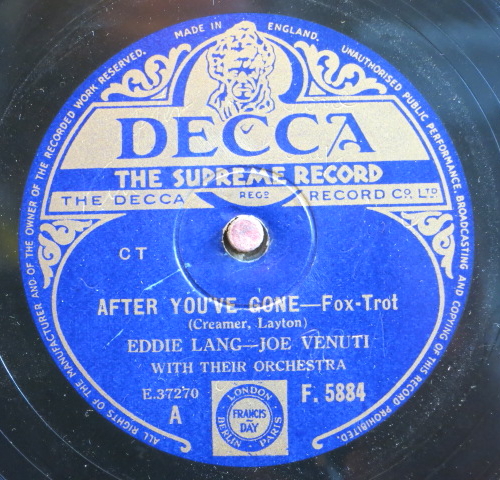 ALL RIGHTS OF THE MANUFACTURER AND OF THE OWNER OF THE RECORDED WORK RESERVED.
MADE IN ENGLAND.
UNAUTHORISED PUBLIC PERFORMANCE, BROADCASTING AND COPYING OF THIS RECORD PROHIBITED.
DECCA
THE SUPREME RECORD
THE DECCA REGD RECORD CO. LTD
CT
AFTER YOU'VE GONE—Fox-Trot
(Creamer, Layton)
EDDIE LANG—JOE VENUTI
WITH THEIR ORCHESTRA
E.37270 F. 5884
A
LONDON
FRANCIS
DAY
BERLIN PARIS